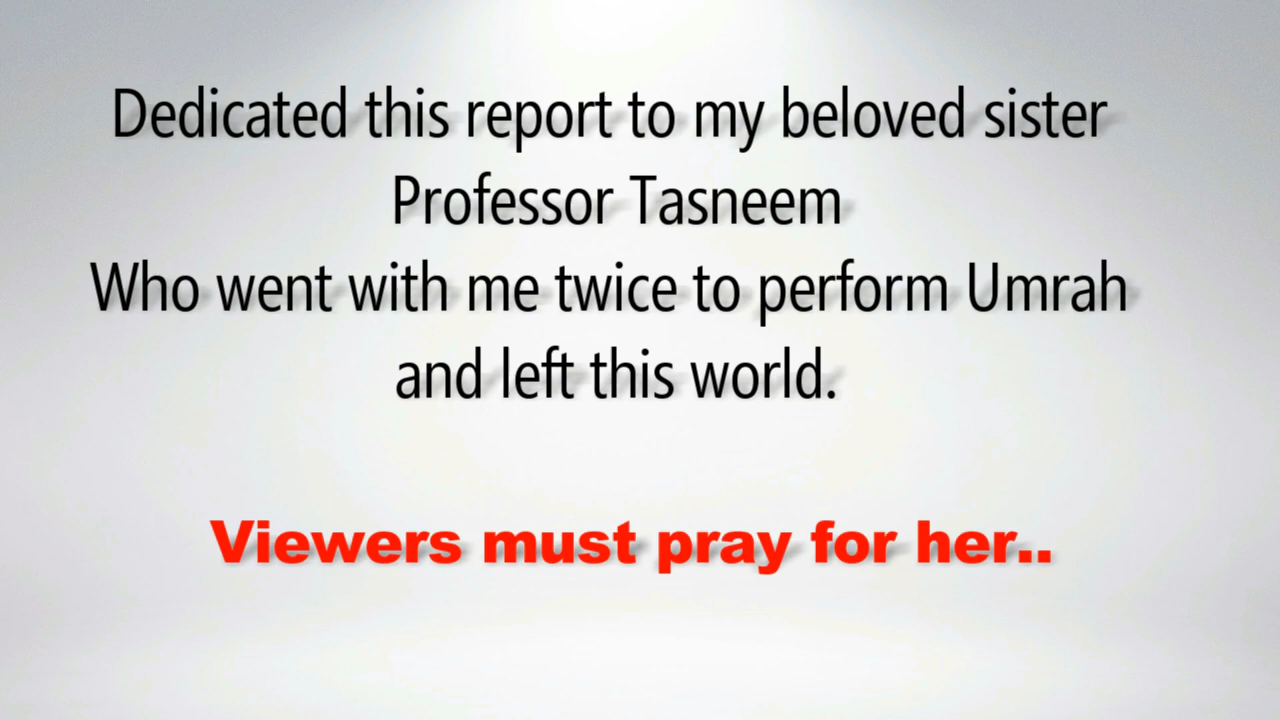 Dedicated this report to my beloved sister
Professor Tasneem
Who went with me twice to perform Umrah
and left this world.
Viewers must pray for her..